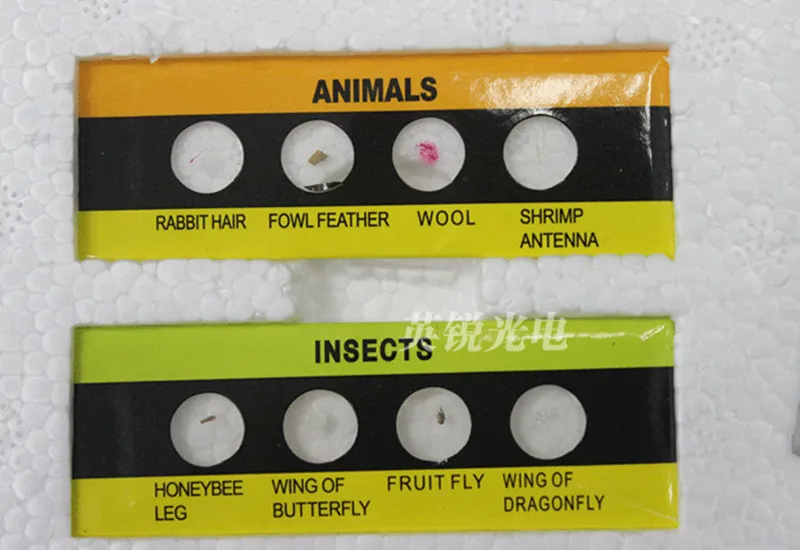 ANIMALS
RABBIT HAIR FOWL FEATHER WOOL SHRIMP
ANTENNA
英锐光电
INSECTS
HONEYBEE WING OF FRUIT FLY WING OF
LEG BUTTERFLY DRAGONFLY